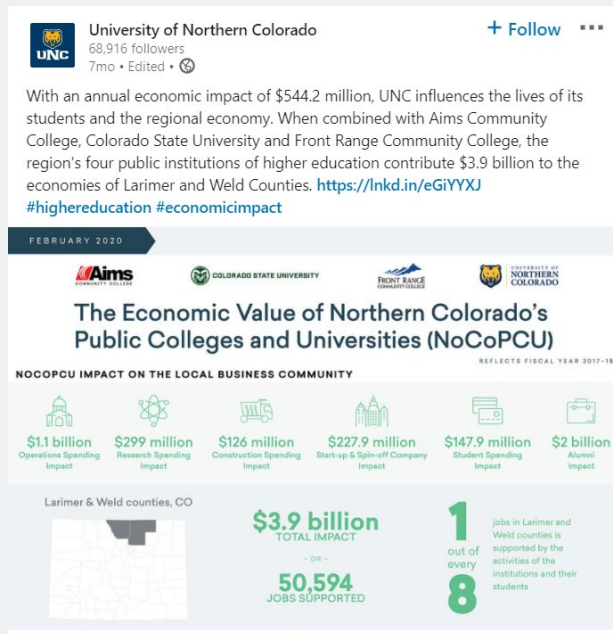 University of Northern Colorado
+ Follow
68,916 followers
7mo • Edited •
UNC
With an annual economic impact of $544.2 million, UNC influences the lives of its
students and the regional economy. When combined with Aims Community
College, Colorado State University and Front Range Community College, the
region's four public institutions of higher education contribute $3.9 billion to the
economies of Larimer and Weld Counties. https://lnkd.in/eGiYYXJ
#highereducation #economicimpact
FEBRUARY 2020
Aims
COMMUNITY COLLEGE
COLORADO STATE UNIVERSITY
FRONT RANGE
COMMUNITY COLLEGE
UNIVERSITY OF
NORTHERN
COLORADO
The Economic Value of Northern Colorado's
Public Colleges and Universities (NoCoPCU)
REFLECTS FISCAL YEAR 2017-18
NOCOPCU IMPACT ON THE LOCAL BUSINESS COMMUNITY
$1.1 billion
Operations Spending
Impact
$299 million
Research Spending
Impact
$126 million
Construction Spending
Impact
$227.9 million
Start-up & Spin-off Company
Impact
$147.9 million
Student Spending
Impact
$2 billion
Alumni
Impact
Larimer & Weld counties, CO
$3.9 billion
TOTAL IMPACT
- OR -
50,594
JOBS SUPPORTED
1
out of
every
8
jobs in Larimer and
Weld counties is
supported by the
activities of the
institutions and their
students